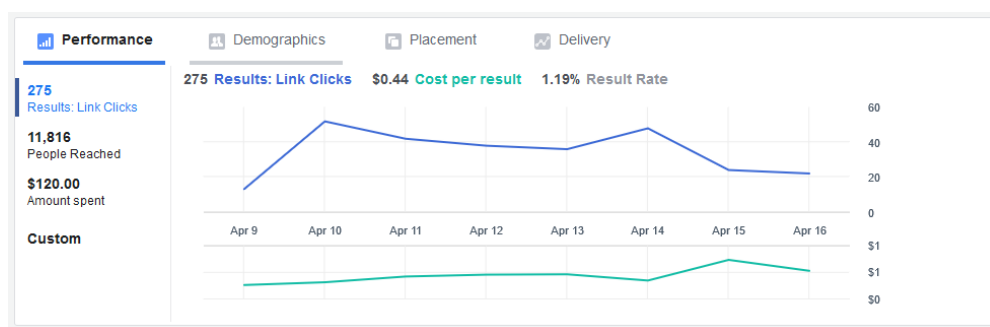 Performance Demographics Placement Delivery
275
Results: Link Clicks
11,816
People Reached
$120.00
Amount spent
Custom
275 Results: Link Clicks $0.44 Cost per result 1.19% Result Rate
60
40
20
0
Apr 9 Apr 10 Apr 11 Apr 12 Apr 13 Apr 14 Apr 15 Apr 16
$1
$1
$0